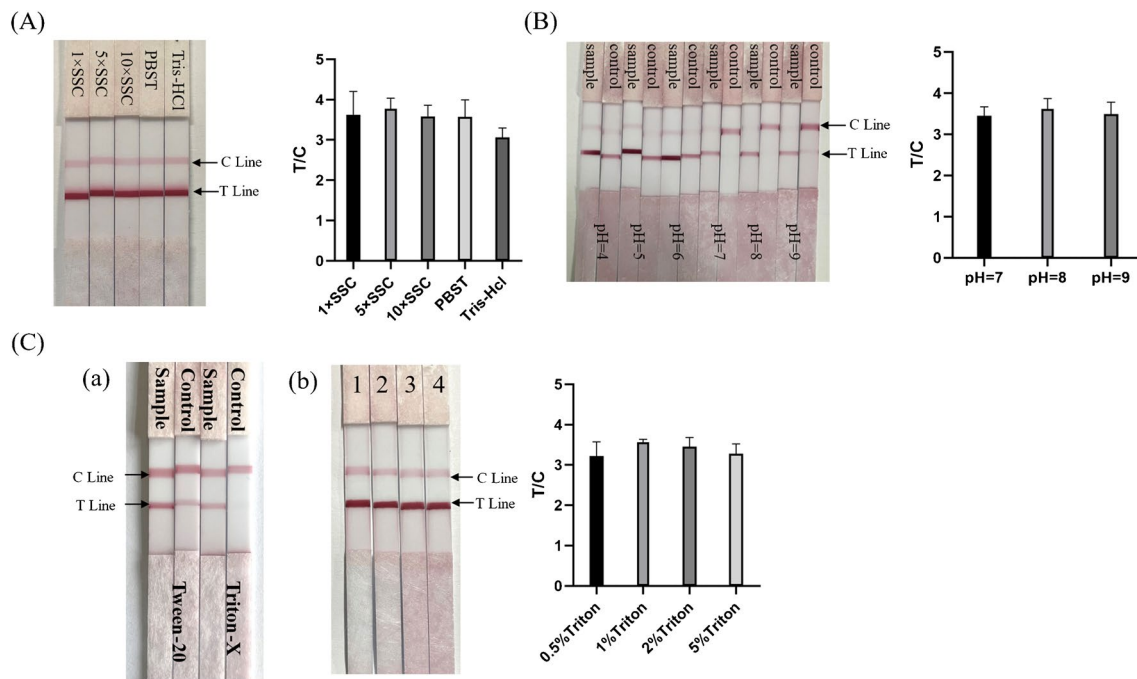 (A)
1×SSC
5×SSC
10×SSC
PBST
Tris-HCl
C Line
T Line
T/C
5
4
3
2
1
0
1×SSC
5×SSC
10×SSC
PBST
Tris-Hcl
(B)
sample
control
sample
control
sample
control
sample
control
sample
control
sample
control
C Line
T Line
pH=4
pH=5
pH=6
pH=7
pH=8
pH=9
T/C
5
4
3
2
1
0
pH=7
pH=8
pH=9
(C)
(a)
Sample
Control
Sample
Control
C Line
T Line
Tween-20
Triton-X
(b)
1 2 3 4
C Line
T Line
T/C
5
4
3
2
1
0
0.5%Triton
1%Triton
2%Triton
5%Triton